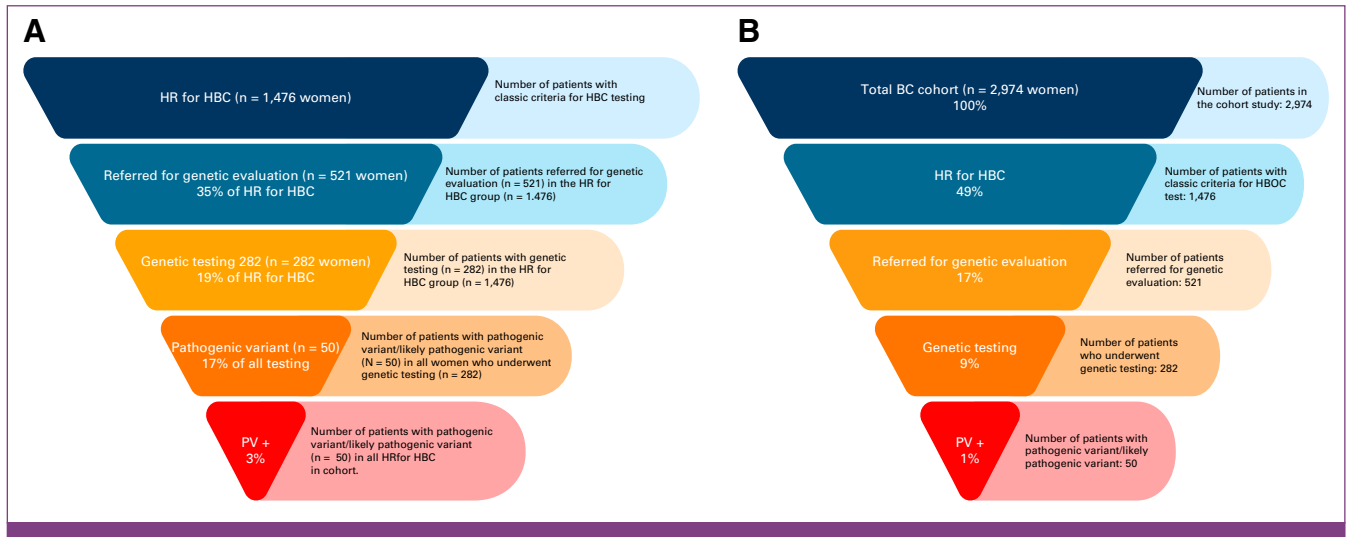 A
HR for HBC (n = 1,476 women)
Number of patients with
classic criteria for HBC testing
Referred for genetic evaluation (n = 521 women)
35% of HR for HBC
Number of patients referred for genetic
evaluation (n = 521) in the HR for
HBC group (n = 1.476)
Genetic testing 282 (n = 282 women)
19% of HR for HBC
Number of patients with genetic
testing (n = 282) in the HR for
HBC group (n = 1,476)
Pathogenic variant (n = 50)
17% of all testing
Number of patients with pathogenic
variant/likely pathogenic variant
(N = 50) in all women who underwent
genetic testing (n = 282)
PV +
3%
Number of patients with pathogenic
variant/likely pathogenic variant
(n = 50) in all HRfor HBC
in cohort.
B
Total BC cohort (n = 2,974 women)
100%
Number of patients in
the cohort study: 2,974
HR for HBC
49%
Number of patients with
classic criteria for HBOC
test: 1,476
Referred for genetic evaluation
17%
Number of patients
referred for genetic
evaluation: 521
Genetic testing
9%
Number of patients
who underwent
genetic testing: 282
PV +
1%
Number of patients with
pathogenic variant/likely
pathogenic variant: 50